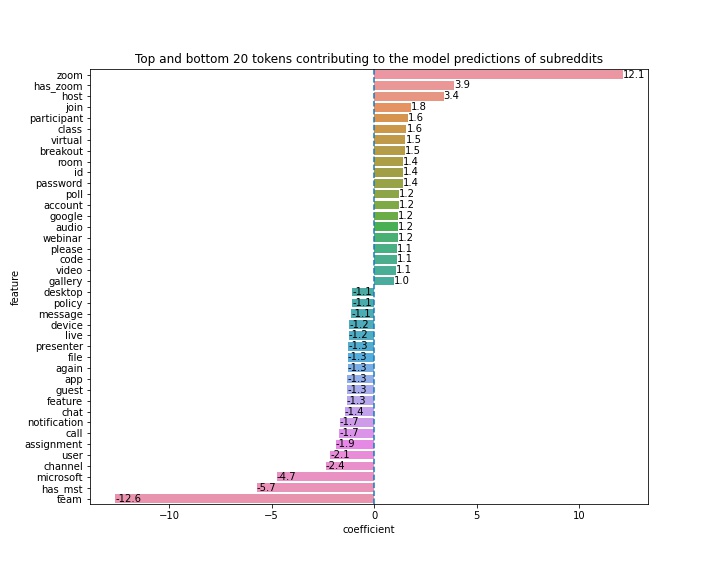 Top and bottom 20 tokens contributing to the model predictions of subreddits
feature
zoom 12.1
has_zoom 3.9
host 3.4
join 1.8
participant 1.6
class 1.6
virtual 1.5
breakout 1.5
room 1.4
id 1.4
password 1.4
poll 1.2
account 1.2
google 1.2
audio 1.2
webinar 1.2
please 1.1
code 1.1
video 1.1
gallery 1.0
desktop -1.1
policy -1.1
message -1.1
device -1.2
live -1.2
presenter -1.3
file -1.3
again -1.3
app -1.3
guest -1.3
feature -1.3
chat -1.4
notification -1.7
call -1.7
assignment -1.9
user -2.1
channel -2.4
microsoft -4.7
has_mst -5.7
team -12.6
−10 −5 0 5 10
coefficient